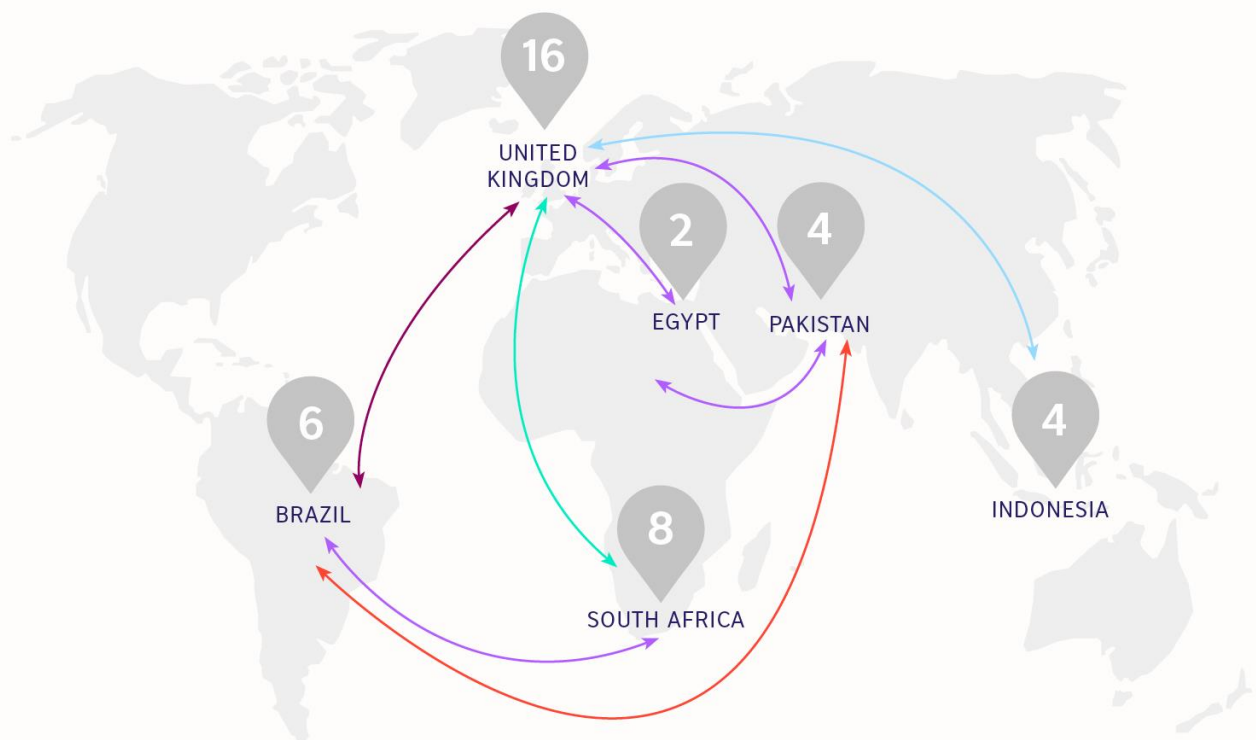 16
UNITED
KINGDOM
2
4
EGYPT
PAKISTAN
6
4
BRAZIL
INDONESIA
8
SOUTH AFRICA